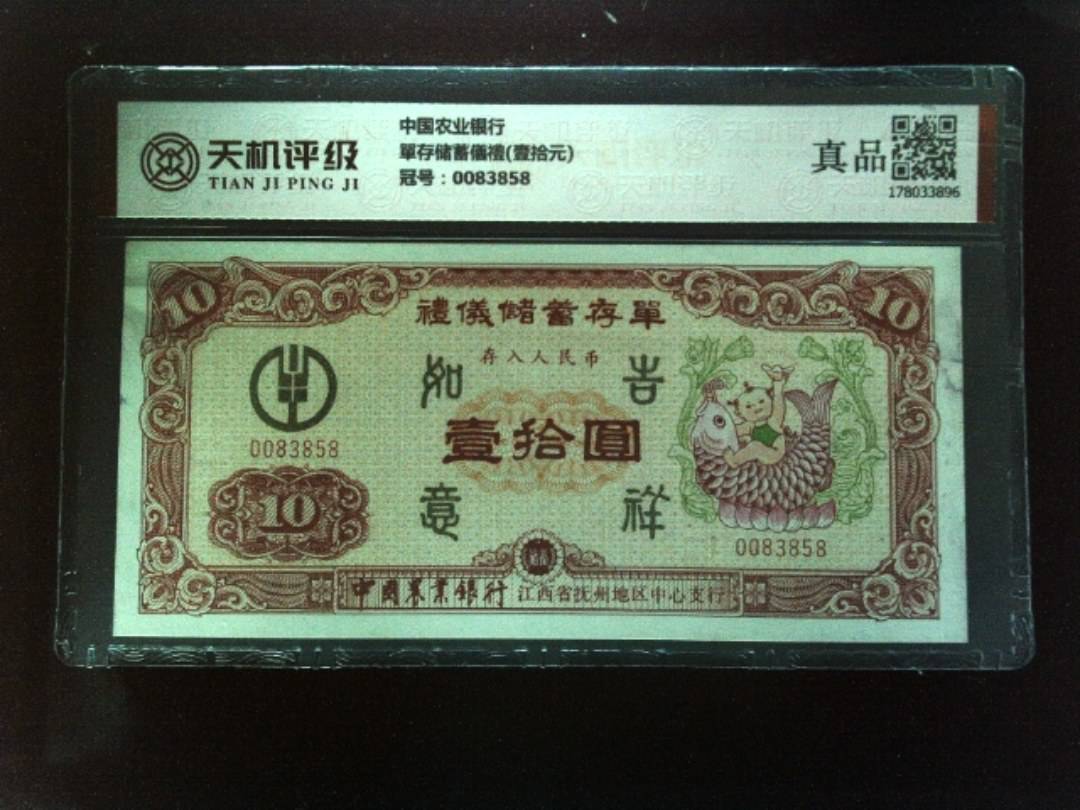 天机评级
TIAN JI PING JI
中国农业银行
單存储蓄儀禮(壹拾元)
冠号：0083858
真品
178033896
10
10
禮儀儲蓄存單
存入人民币
如
吉
壹拾圓
0083858
10
意
祥
0083858
中國農業銀行 江西省抚州地区中心支行